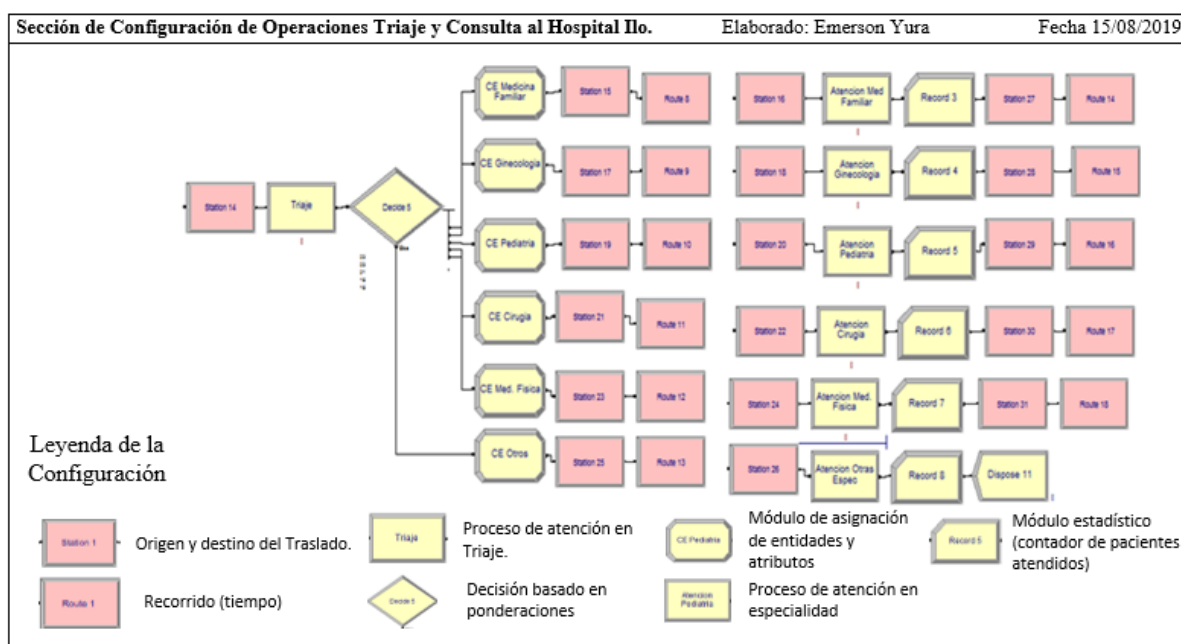 Sección de Configuración de Operaciones Triaje y Consulta al Hospital Ilo. Elaborado: Emerson Yura Fecha 15/08/2019
CE Medicina
Familiar
Station 15
Route 8
Station 16
Atencion Med
Familiar
Record 3
Station 27
Route 14
CE Ginecologia
Station 17
Route 9
Station 18
Atencion
Ginecologia
Record 4
Station 28
Route 15
Station 14
Triaje
Decide 5
CE Pediatria
Station 19
Route 10
Station 20
Atencion
Pediatria
Record 5
Station 29
Route 16
CE Cirugia
Station 21
Route 11
Station 22
Atencion
Cirugia
Record 6
Station 30
Route 17
CE Med. Fisica
Station 23
Route 12
Station 24
Atencion Med.
Fisica
Record 7
Station 31
Route 18
CE Otros
Station 25
Route 13
Station 26
Atencion Otras
Espec
Record 8
Dispose 11
Leyenda de la
Configuración
Station 1
Origen y destino del Traslado.
Triaje
Proceso de atención en
Triaje.
CE Pediatria
Módulo de asignación
de entidades y
atributos
Record 5
Módulo estadístico
(contador de pacientes
atendidos)
Route 1
Recorrido (tiempo)
Decide 5
Decisión basado en
ponderaciones
Atencion
Pediatria
Proceso de atención en
especialidad